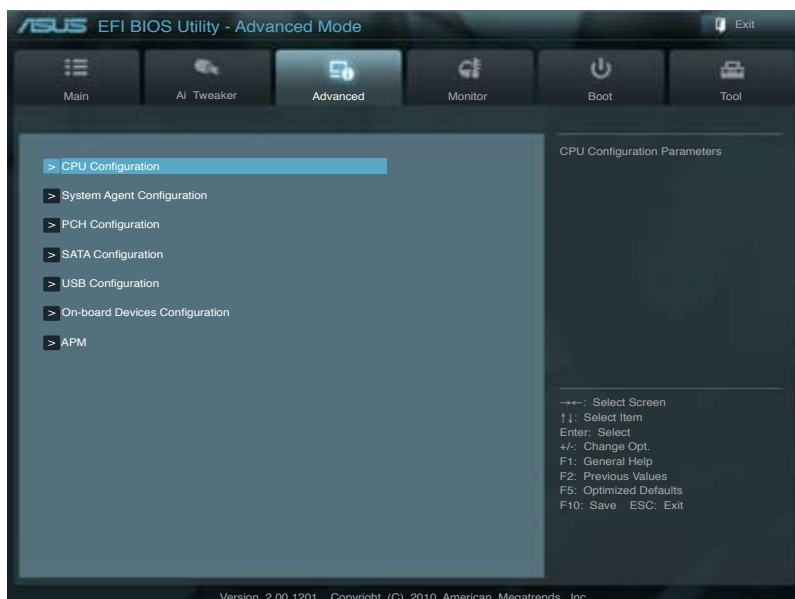 ASUS EFI BIOS Utility - Advanced Mode
Exit
Main
Ai Tweaker
Advanced
Monitor
Boot
Tool
> CPU Configuration
> System Agent Configuration
> PCH Configuration
> SATA Configuration
> USB Configuration
> On-board Devices Configuration
> APM
CPU Configuration Parameters
→←: Select Screen
↑↓: Select Item
Enter: Select
+/-: Change Opt.
F1: General Help
F2: Previous Values
F5: Optimized Defaults
F10: Save ESC: Exit
Version 2.00.1201 Copyright (C) 2010 American Megatrends, Inc.